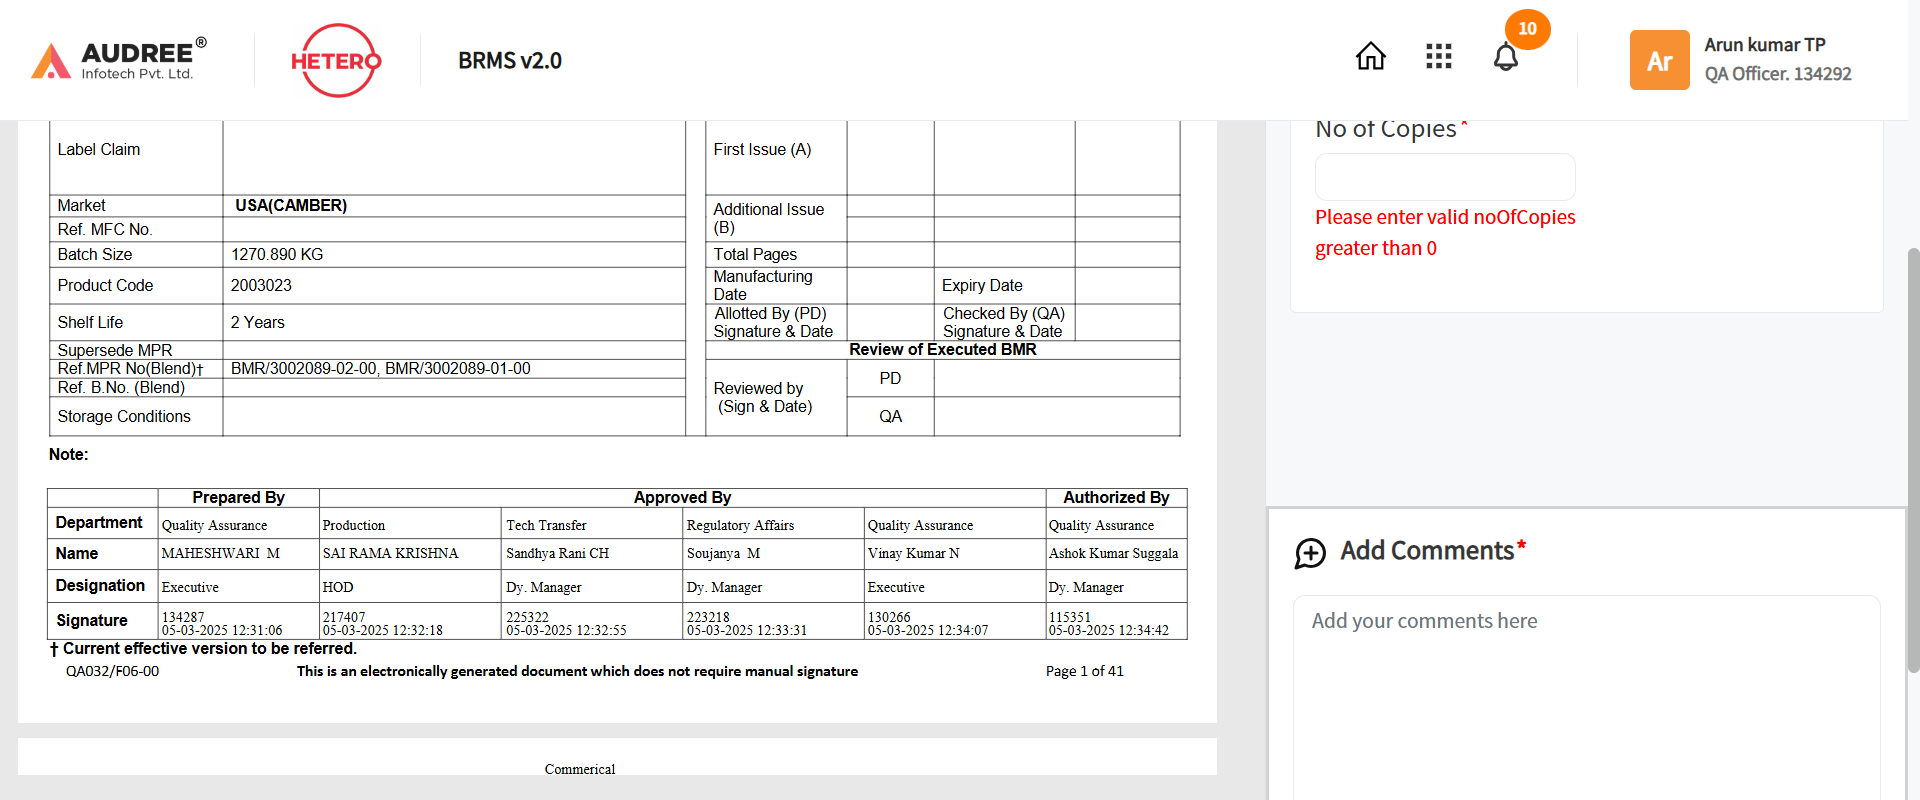 AUDREE®
Infotech Pvt. Ltd.
HETERO
BRMS v2.0
10
Ar
Arun kumar TP
QA Officer. 134292
Label Claim
First Issue (A)
Market
USA(CAMBER)
Additional Issue
(B)
Ref. MFC No.
Batch Size
1270.890 KG
Total Pages
Product Code
2003023
Manufacturing
Date
Expiry Date
Shelf Life
2 Years
Allotted By (PD)
Signature & Date
Checked By (QA)
Signature & Date
Supersede MPR
Review of Executed BMR
Ref.MPR No(Blend)†
BMR/3002089-02-00, BMR/3002089-01-00
Ref. B.No. (Blend)
Reviewed by
(Sign & Date)
PD
Storage Conditions
QA
Note:
Prepared By
Approved By
Authorized By
Department
Quality Assurance
Production
Tech Transfer
Regulatory Affairs
Quality Assurance
Quality Assurance
Name
MAHESHWARI M
SAI RAMA KRISHNA
Sandhya Rani CH
Soujanya M
Vinay Kumar N
Ashok Kumar Suggala
Designation
Executive
HOD
Dy. Manager
Dy. Manager
Executive
Dy. Manager
Signature
134287
05-03-2025 12:31:06
217407
05-03-2025 12:32:18
225322
05-03-2025 12:32:55
223218
05-03-2025 12:33:31
130266
05-03-2025 12:34:07
115351
05-03-2025 12:34:42
† Current effective version to be referred.
QA032/F06-00
This is an electronically generated document which does not require manual signature
Page 1 of 41
Commerical
No of Copies *
Please enter valid noOfCopies
greater than 0
Add Comments*
Add your comments here